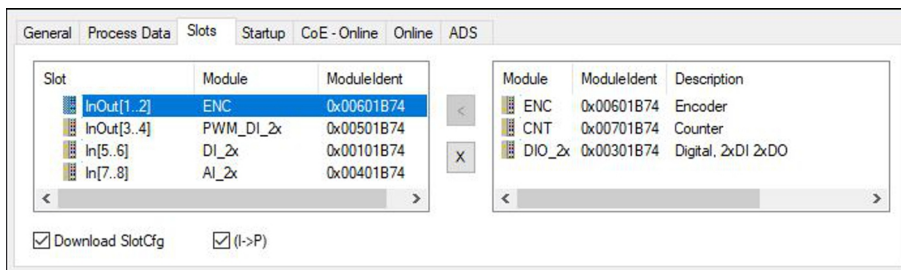 General Process Data Slots Startup CoE - Online Online ADS
Slot Module ModuleIdent
InOut[1..2] ENC 0x00601B74
InOut[3..4] PWM_DI_2x 0x00501B74
In[5..6] DI_2x 0x00101B74
In[7..8] AI_2x 0x00401B74
<
X
Module ModuleIdent Description
ENC 0x00601B74 Encoder
CNT 0x00701B74 Counter
DIO_2x 0x00301B74 Digital, 2xDI 2xDO
Download SlotCfg (I->P)